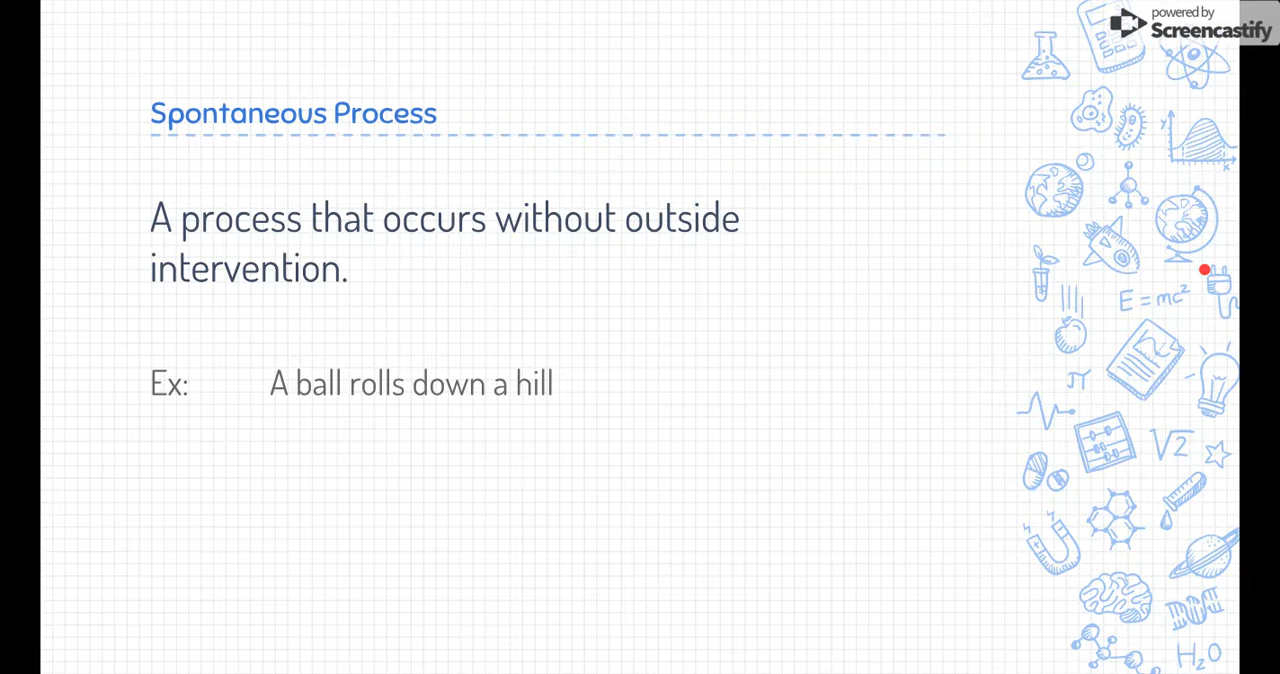 powered by
Screencastify
Spontaneous Process
A process that occurs without outside
intervention.
Ex: A ball rolls down a hill
y
x
E = mc²
π
√2
H₂O